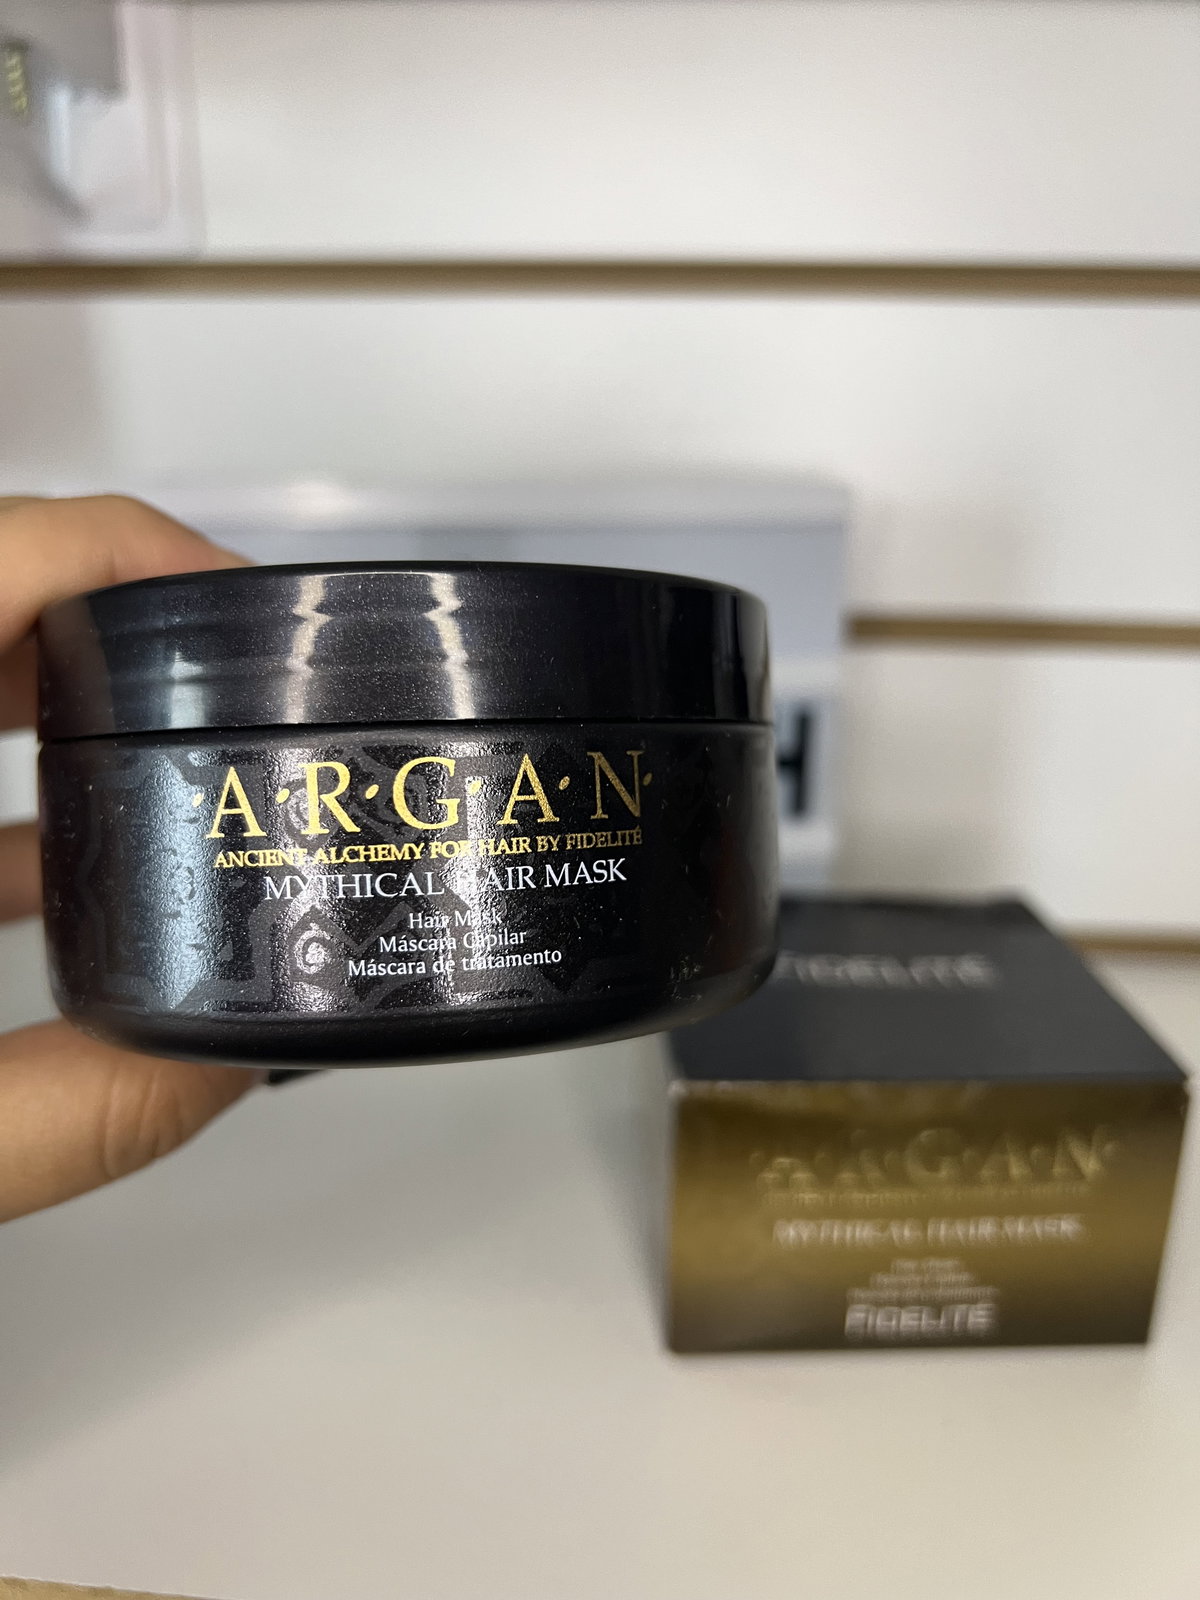 ·A·R·G·A·N·
ANCIENT ALCHEMY FOR HAIR BY FIDELITÉ
MYTHICAL HAIR MASK
Hair Mask
Máscara Capilar
Máscara de tratamento
H
FIDELITÉ
·A·R·G·A·N·
MYTHICAL HAIR MASK
FIDELITÉ